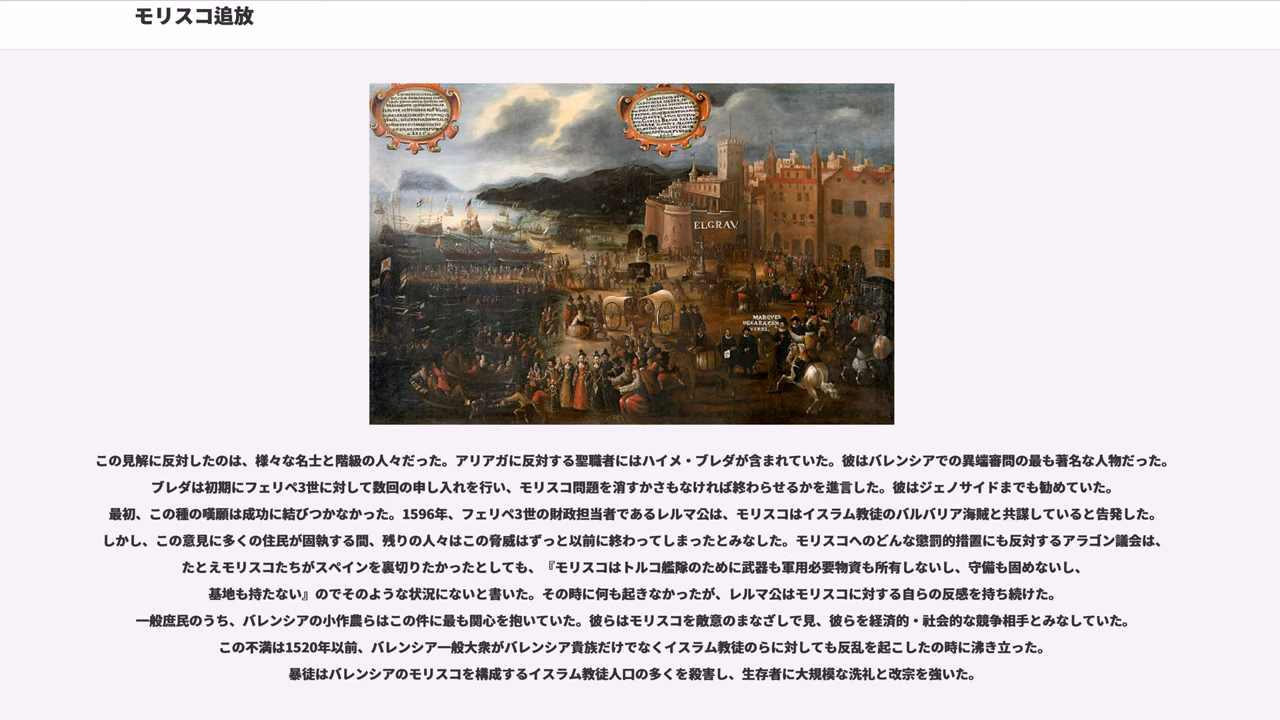 モリスコ追放
ELGRAV
MARQVES
DECARAZEN
VIREI.
この見解に反対したのは、様々な名士と階級の人々だった。アリアガに反対する聖職者にはハイメ・ブレダが含まれていた。彼はバレンシアでの異端審問の最も著名な人物だった。
ブレダは初期にフェリペ3世に対して数回の申し入れを行い、モリスコ問題を消すかさもなければ終わらせるかを進言した。彼はジェノサイドまでも勧めていた。
最初、この種の嘆願は成功に結びつかなかった。1596年、フェリペ3世の財政担当者であるレルマ公は、モリスコはイスラム教徒のバルバリア海賊と共謀していると告発した。
しかし、この意見に多くの住民が固執する間、残りの人々はこの脅威はずっと以前に終わってしまったとみなした。モリスコへのどんな懲罰的措置にも反対するアラゴン議会は、
たとえモリスコたちがスペインを裏切りたかったとしても、『モリスコはトルコ艦隊のために武器も軍用必要物資も所有しないし、守備も固めないし、
基地も持たない』のでそのような状況にないと書いた。その時に何も起きなかったが、レルマ公はモリスコに対する自らの反感を持ち続けた。
一般庶民のうち、バレンシアの小作農らはこの件に最も関心を抱いていた。彼らはモリスコを敵意のまなざしで見、彼らを経済的・社会的な競争相手とみなしていた。
この不満は1520年以前、バレンシア一般大衆がバレンシア貴族だけでなくイスラム教徒のらに対しても反乱を起こしたの時に沸き立った。
暴徒はバレンシアのモリスコを構成するイスラム教徒人口の多くを殺害し、生存者に大規模な洗礼と改宗を強いた。